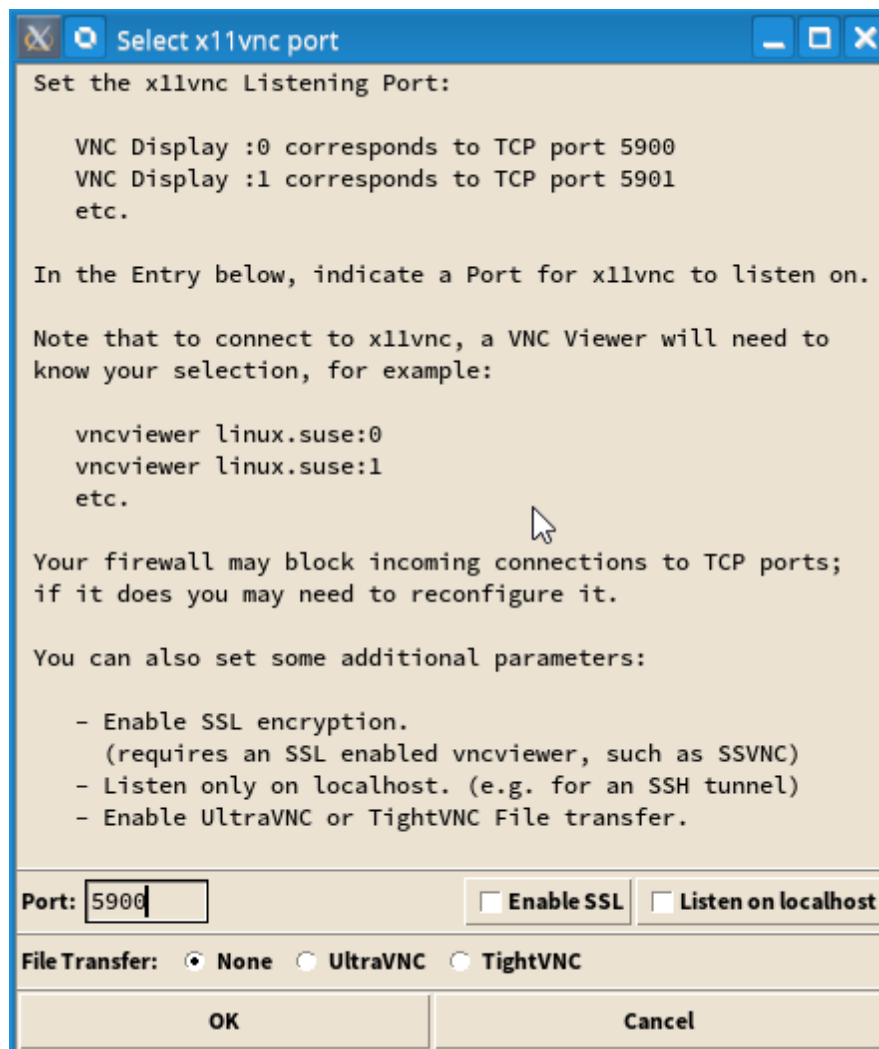 Select x11vnc port
Set the x11vnc Listening Port:
VNC Display :0 corresponds to TCP port 5900
VNC Display :1 corresponds to TCP port 5901
etc.
In the Entry below, indicate a Port for x11vnc to listen on.
Note that to connect to x11vnc, a VNC Viewer will need to
know your selection, for example:
vncviewer linux.suse:0
vncviewer linux.suse:1
etc.
Your firewall may block incoming connections to TCP ports;
if it does you may need to reconfigure it.
You can also set some additional parameters:
- Enable SSL encryption.
(requires an SSL enabled vncviewer, such as SSVNC)
- Listen only on localhost. (e.g. for an SSH tunnel)
- Enable UltraVNC or TightVNC File transfer.
Port: 5900 Enable SSL Listen on localhost
File Transfer: None UltraVNC TightVNC
OK Cancel